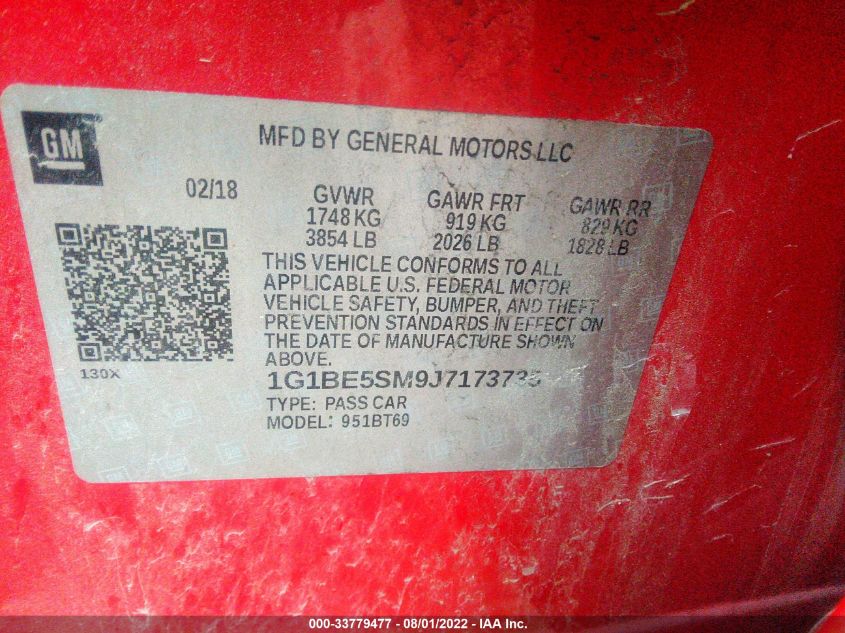 GM
MFD BY GENERAL MOTORS LLC
02/18 GVWR GAWR FRT GAWR RR
1748 KG 919 KG 829 KG
3854 LB 2026 LB 1828 LB
THIS VEHICLE CONFORMS TO ALL
APPLICABLE U.S. FEDERAL MOTOR
VEHICLE SAFETY, BUMPER, AND THEFT
PREVENTION STANDARDS IN EFFECT ON
THE DATE OF MANUFACTURE SHOWN
ABOVE.
130X
1G1BE5SM9J7173735
TYPE: PASS CAR
MODEL: 951BT69
000-33779477 - 08/01/2022 - IAA Inc.